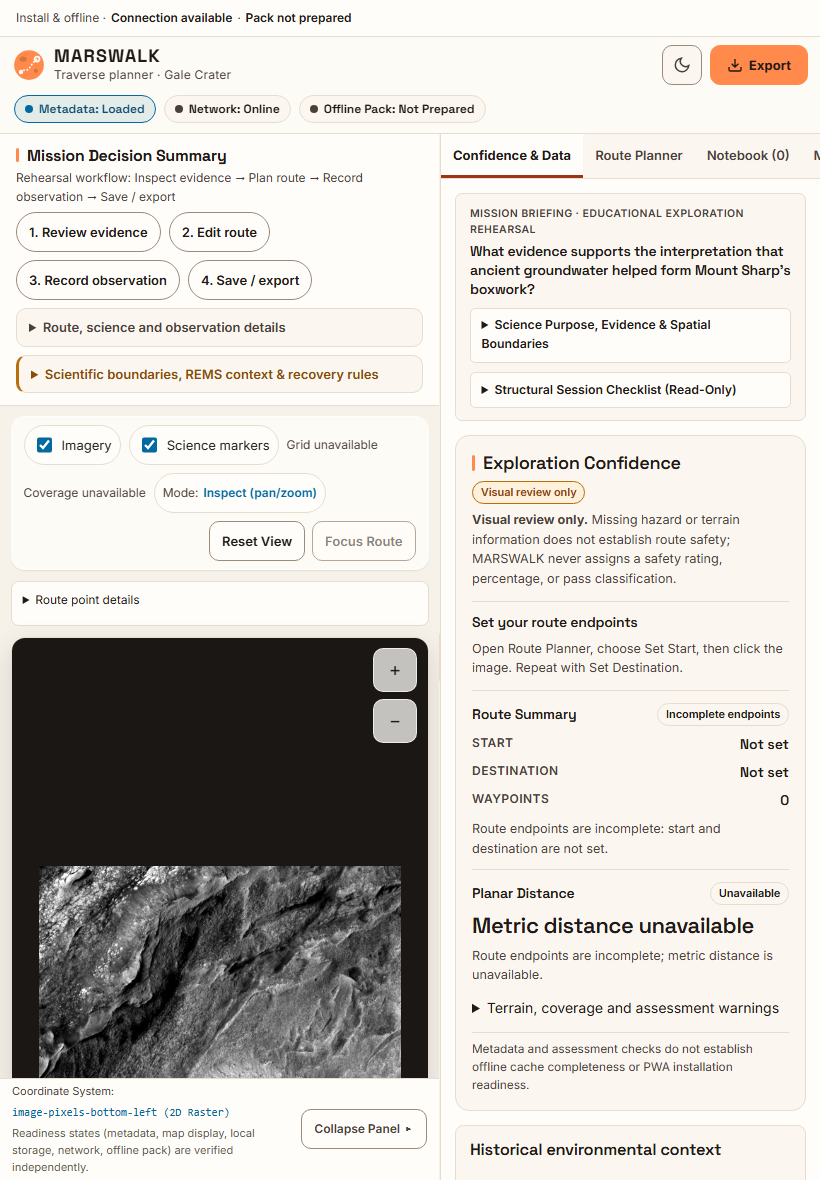 Install & offline · Connection available · Pack not prepared
MARSWALK
Traverse planner · Gale Crater
Export
Metadata: Loaded
Network: Online
Offline Pack: Not Prepared
Mission Decision Summary
Rehearsal workflow: Inspect evidence → Plan route → Record
observation → Save / export
1. Review evidence
2. Edit route
3. Record observation
4. Save / export
▶ Route, science and observation details
▶ Scientific boundaries, REMS context & recovery rules
Imagery
Science markers
Grid unavailable
Coverage unavailable
Mode: Inspect (pan/zoom)
Reset View
Focus Route
▶ Route point details
+
−
Coordinate System:
image-pixels-bottom-left (2D Raster)
Readiness states (metadata, map display, local
storage, network, offline pack) are verified
independently.
Collapse Panel ▸
Confidence & Data
Route Planner
Notebook (0)
M
MISSION BRIEFING · EDUCATIONAL EXPLORATION
REHEARSAL
What evidence supports the interpretation that
ancient groundwater helped form Mount Sharp's
boxwork?
▶ Science Purpose, Evidence & Spatial
Boundaries
▶ Structural Session Checklist (Read-Only)
Exploration Confidence
Visual review only
Visual review only. Missing hazard or terrain
information does not establish route safety;
MARSWALK never assigns a safety rating,
percentage, or pass classification.
Set your route endpoints
Open Route Planner, choose Set Start, then click the
image. Repeat with Set Destination.
Route Summary
Incomplete endpoints
START
Not set
DESTINATION
Not set
WAYPOINTS
0
Route endpoints are incomplete: start and
destination are not set.
Planar Distance
Unavailable
Metric distance unavailable
Route endpoints are incomplete; metric distance is
unavailable.
▶ Terrain, coverage and assessment warnings
Metadata and assessment checks do not establish
offline cache completeness or PWA installation
readiness.
Historical environmental context